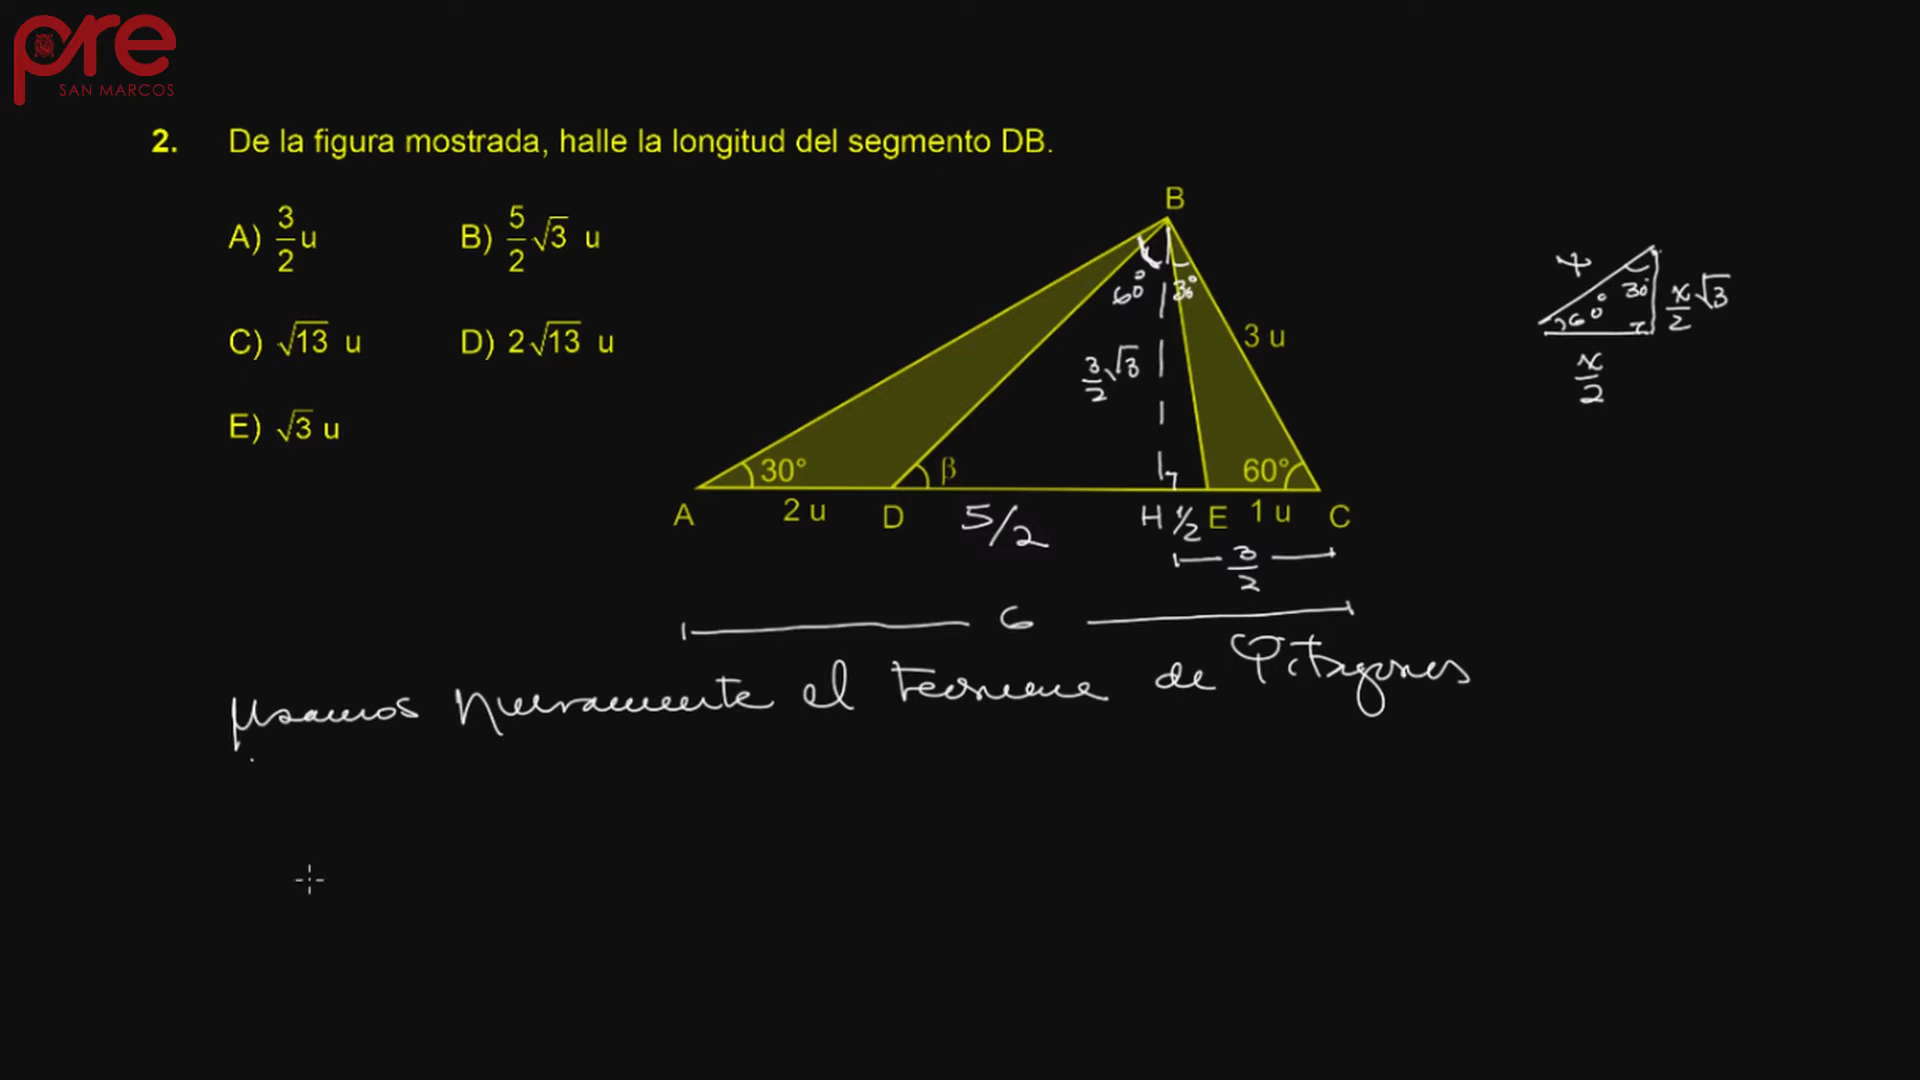 pre
SAN MARCOS
2. De la figura mostrada, halle la longitud del segmento DB.
A) 3/2 u B) 5/2 √3 u
C) √13 u D) 2√13 u
E) √3 u
B
60° 30°
3 u
3/2 √3
30° β 60°
A 2 u D 5/2 H 1/2 E 1 u C
3/2
6
x
60° 30° x/2 √3
x/2
Usamos nuevamente el teorema de Pitágoras